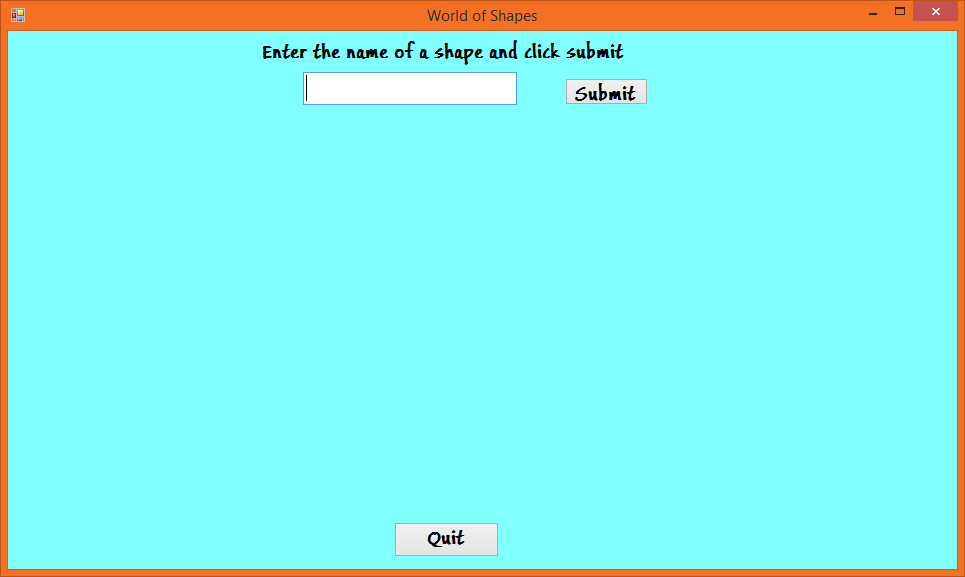 World of Shapes
Enter the name of a shape and click submit
Submit
Quit